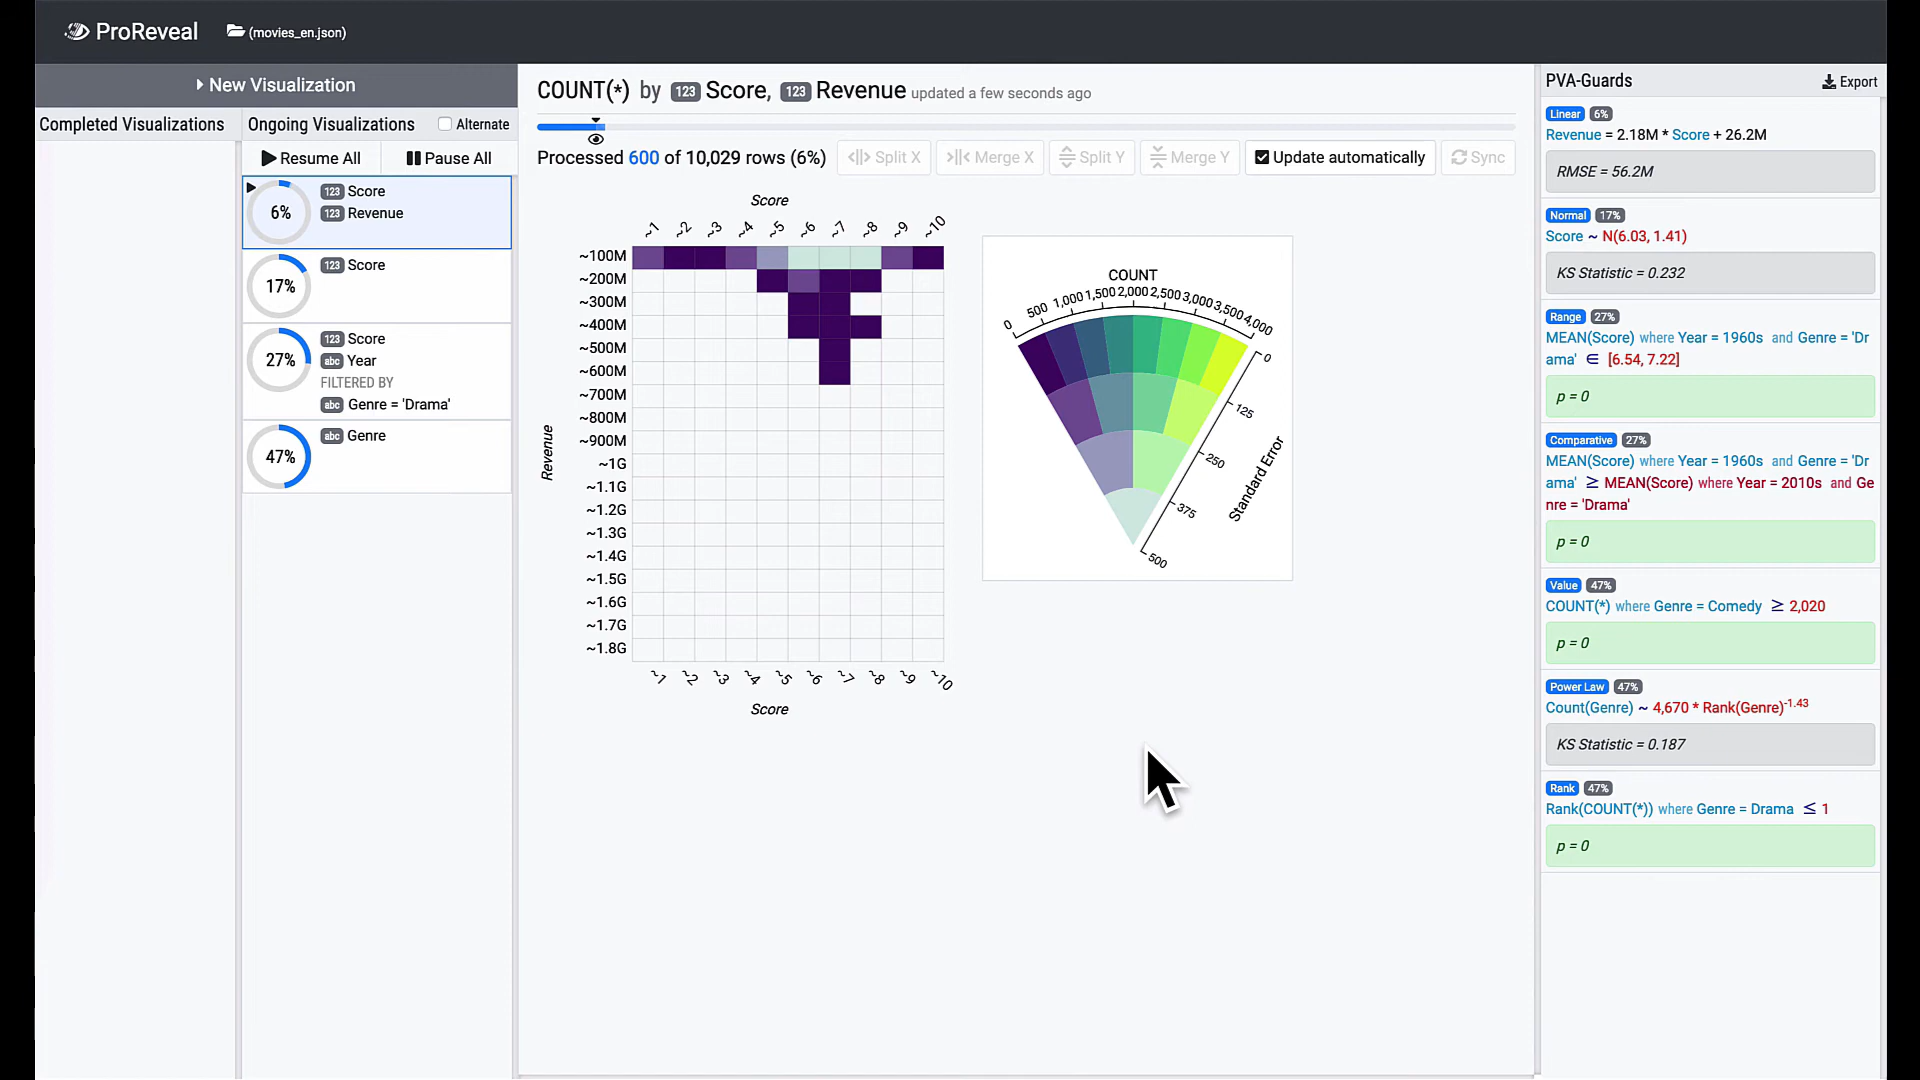 ProReveal (movies_en.json)
New Visualization
Completed Visualizations
Ongoing Visualizations Alternate
Resume All Pause All
6%
123 Score
123 Revenue
17%
123 Score
27%
123 Score
abc Year
FILTERED BY
abc Genre = 'Drama'
47%
abc Genre
COUNT(*) by 123 Score, 123 Revenue updated a few seconds ago
Processed 600 of 10,029 rows (6%) Split X Merge X Split Y Merge Y Update automatically Sync
Score
~1 ~2 ~3 ~4 ~5 ~6 ~7 ~8 ~9 ~10
~100M
~200M
~300M
~400M
~500M
~600M
~700M
~800M
~900M
~1G
~1.1G
~1.2G
~1.3G
~1.4G
~1.5G
~1.6G
~1.7G
~1.8G
Revenue
~1 ~2 ~3 ~4 ~5 ~6 ~7 ~8 ~9 ~10
Score
COUNT
0 500 1,000 1,500 2,000 2,500 3,000 3,500 4,000
0
125
250
375
500
Standard Error
PVA-Guards Export
Linear 6%
Revenue = 2.18M * Score + 26.2M
RMSE = 56.2M
Normal 17%
Score ~ N(6.03, 1.41)
KS Statistic = 0.232
Range 27%
MEAN(Score) where Year = 1960s and Genre = 'Dr
ama' ∈ [6.54, 7.22]
p = 0
Comparative 27%
MEAN(Score) where Year = 1960s and Genre = 'Dr
ama' ≥ MEAN(Score) where Year = 2010s and Ge
nre = 'Drama'
p = 0
Value 47%
COUNT(*) where Genre = Comedy ≥ 2,020
p = 0
Power Law 47%
Count(Genre) ~ 4,670 * Rank(Genre)-1.43
KS Statistic = 0.187
Rank 47%
Rank(COUNT(*)) where Genre = Drama ≤ 1
p = 0